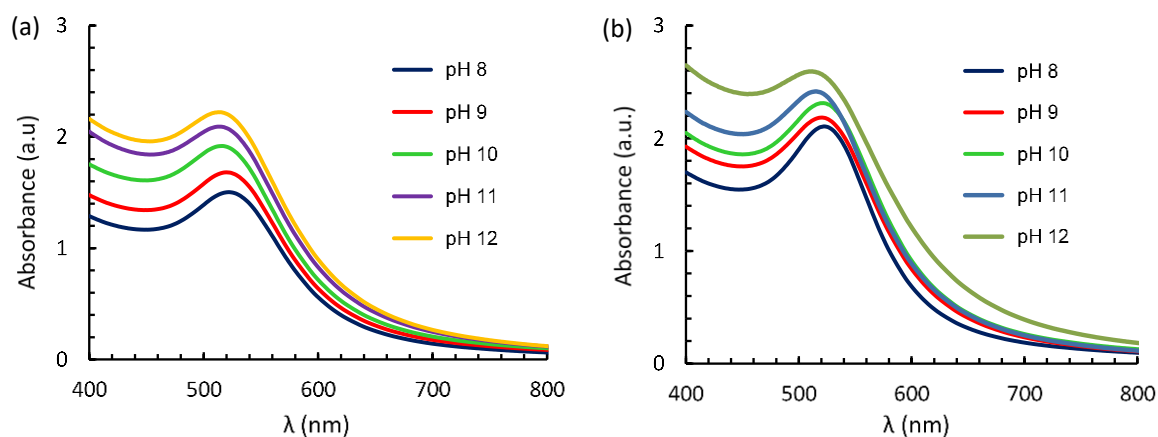 (a)
Absorbance (a.u)
3
2
1
0
400 500 600 700 800
λ (nm)
pH 8
pH 9
pH 10
pH 11
pH 12
(b)
Absorbance (a.u.)
3
2
1
0
400 500 600 700 800
λ (nm)
pH 8
pH 9
pH 10
pH 11
pH 12